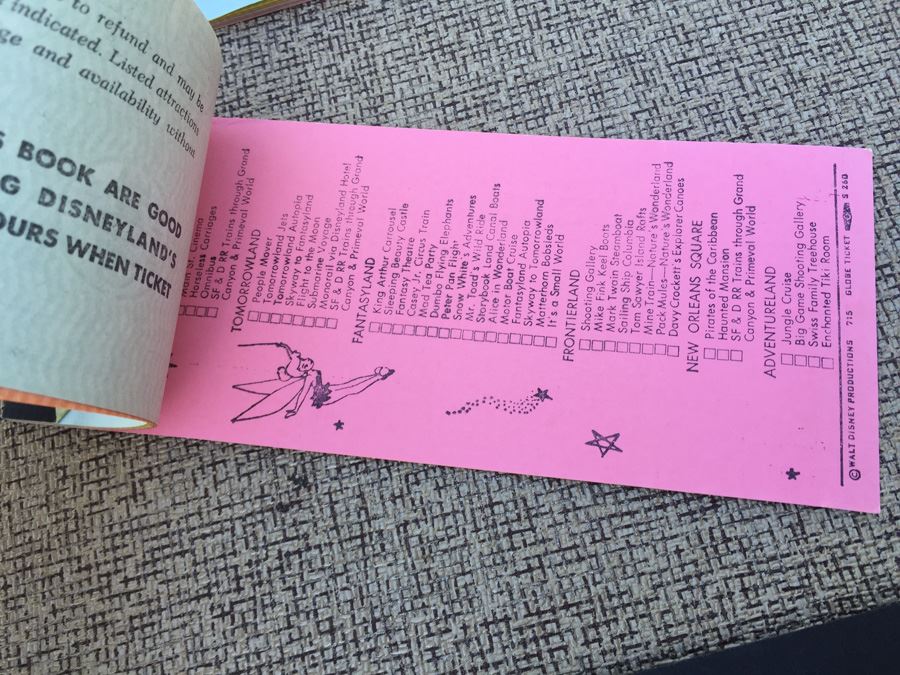 to refund and may be
indicated. Listed attractions
ge and availability without
S BOOK ARE GOOD
G DISNEYLAND'S
OURS WHEN TICKET
Main St. Cinema
Horseless Carriages
Omnibus
SF & D RR Trains through Grand
Canyon & Primeval World
TOMORROWLAND
People Mover
Tomorrowland Jets
Tomorrowland Autopia
Skyway to Fantasyland
Flight to the Moon
Submarine Voyage
Monorail via Disneyland Hotel
SF & D RR Trains through Grand
Canyon & Primeval World
FANTASYLAND
King Arthur Carrousel
Sleeping Beauty Castle
Fantasyland Theatre
Casey Jr. Circus Train
Mad Tea Party
Dumbo Flying Elephants
Peter Pan Flight
Snow White's Adventures
Mr. Toad's Wild Ride
Storybook Land Canal Boats
Alice in Wonderland
Motor Boat Cruise
Fantasyland Autopia
Skyway to Tomorrowland
Matterhorn Bobsleds
It's a Small World
FRONTIERLAND
Shooting Gallery
Mike Fink Keel Boats
Mark Twain Steamboat
Sailing Ship Columbia
Tom Sawyer Island Rafts
Mine Train—Nature's Wonderland
Pack Mules—Nature's Wonderland
Davy Crockett's Explorer Canoes
NEW ORLEANS SQUARE
Pirates of the Caribbean
Haunted Mansion
SF & D RR Trains through Grand
Canyon & Primeval World
ADVENTURELAND
Jungle Cruise
Big Game Shooting Gallery
Swiss Family Treehouse
Enchanted Tiki Room
© WALT DISNEY PRODUCTIONS 715 GLOBE TICKET S 260